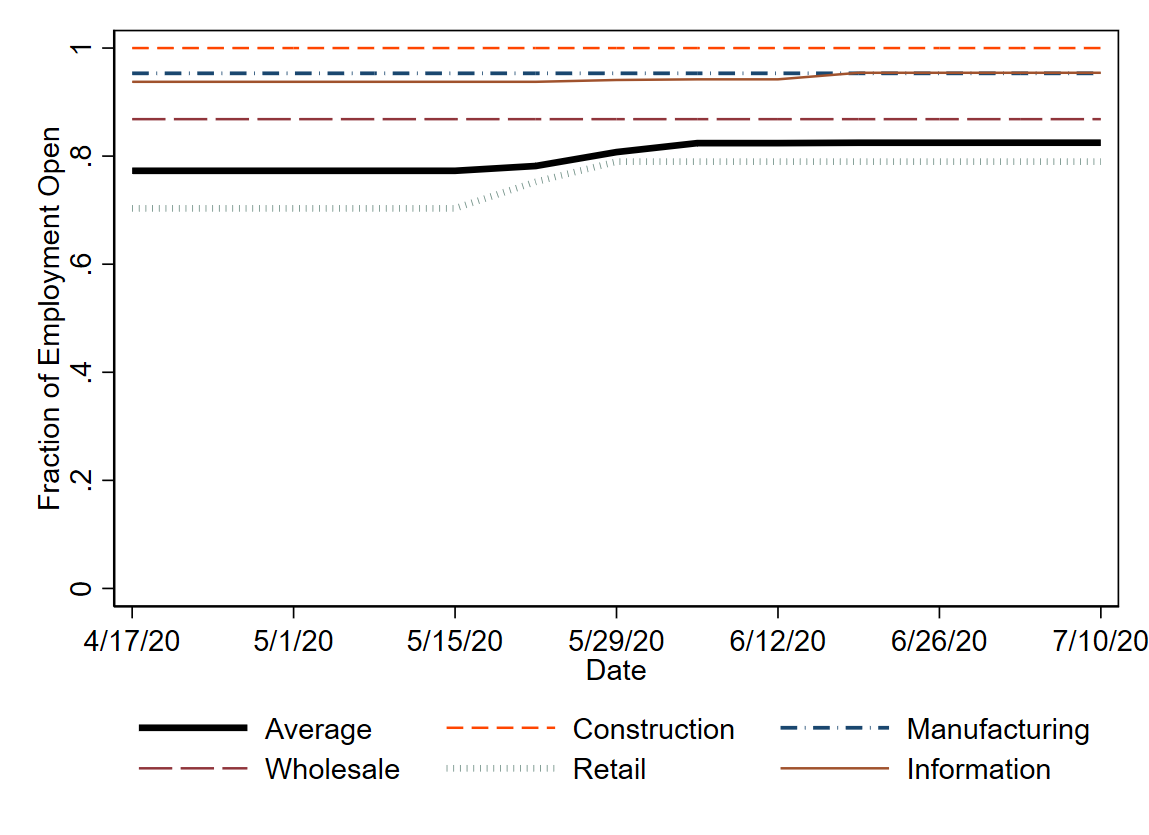 Fraction of Employment Open
1
.8
.6
.4
.2
0
4/17/20 5/1/20 5/15/20 5/29/20 6/12/20 6/26/20 7/10/20
Date
Average Construction Manufacturing
Wholesale Retail Information